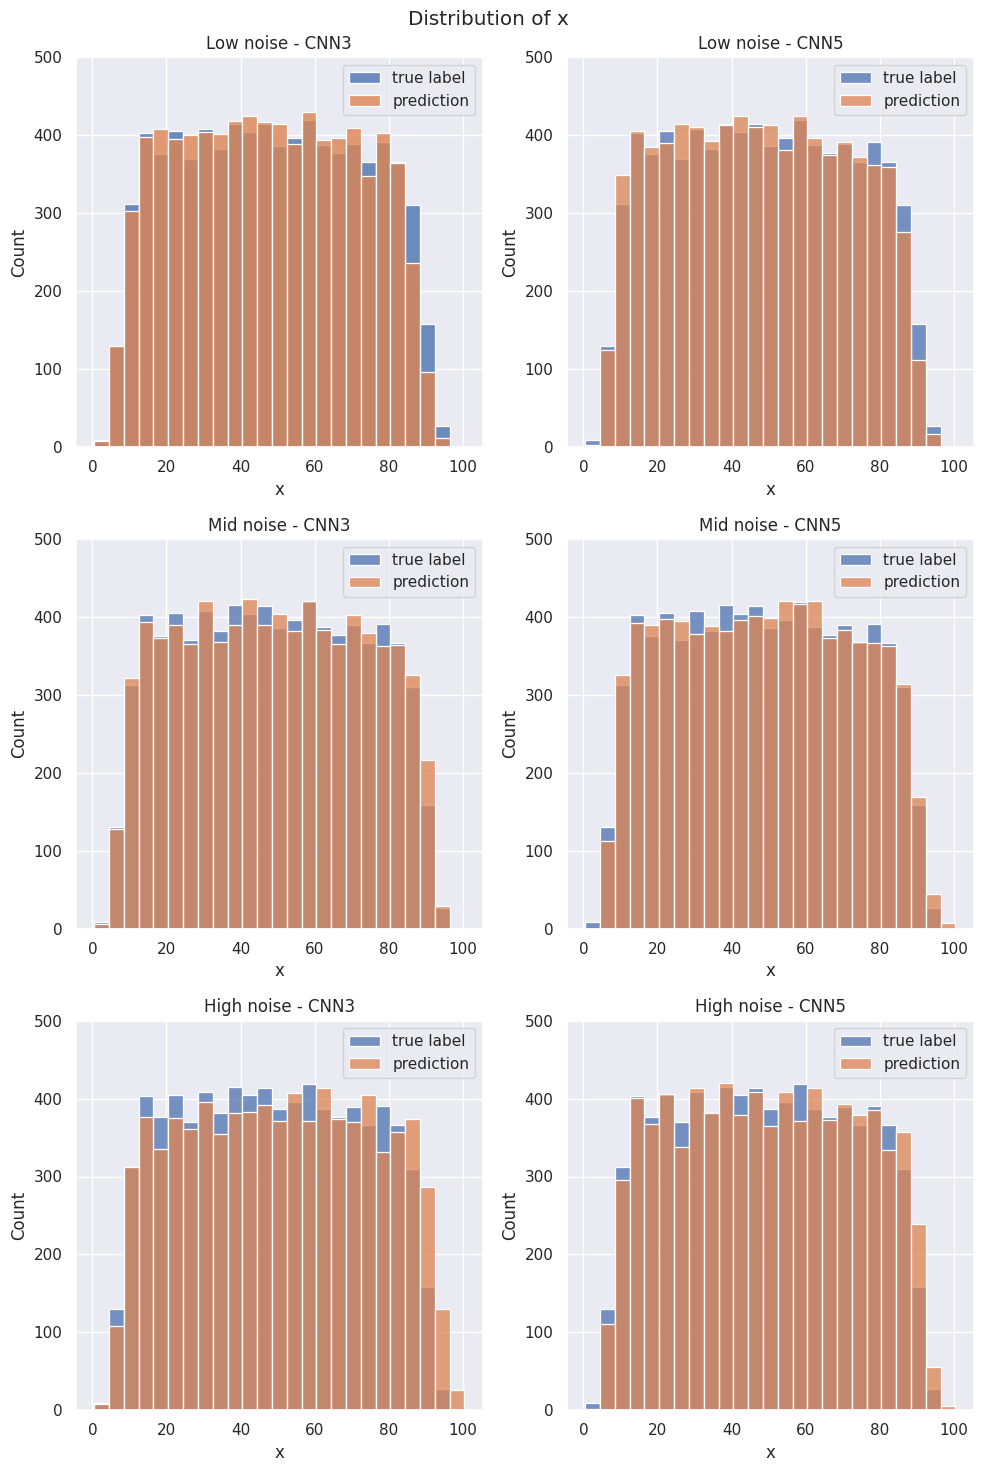 Distribution of x
Low noise - CNN3
Low noise - CNN5
500
400
300
200
100
0
Count
true label
prediction
0 20 40 60 80 100
x
500
400
300
200
100
0
Count
true label
prediction
0 20 40 60 80 100
x
Mid noise - CNN3
Mid noise - CNN5
500
400
300
200
100
0
Count
true label
prediction
0 20 40 60 80 100
x
500
400
300
200
100
0
Count
true label
prediction
0 20 40 60 80 100
x
High noise - CNN3
High noise - CNN5
500
400
300
200
100
0
Count
true label
prediction
0 20 40 60 80 100
x
500
400
300
200
100
0
Count
true label
prediction
0 20 40 60 80 100
x